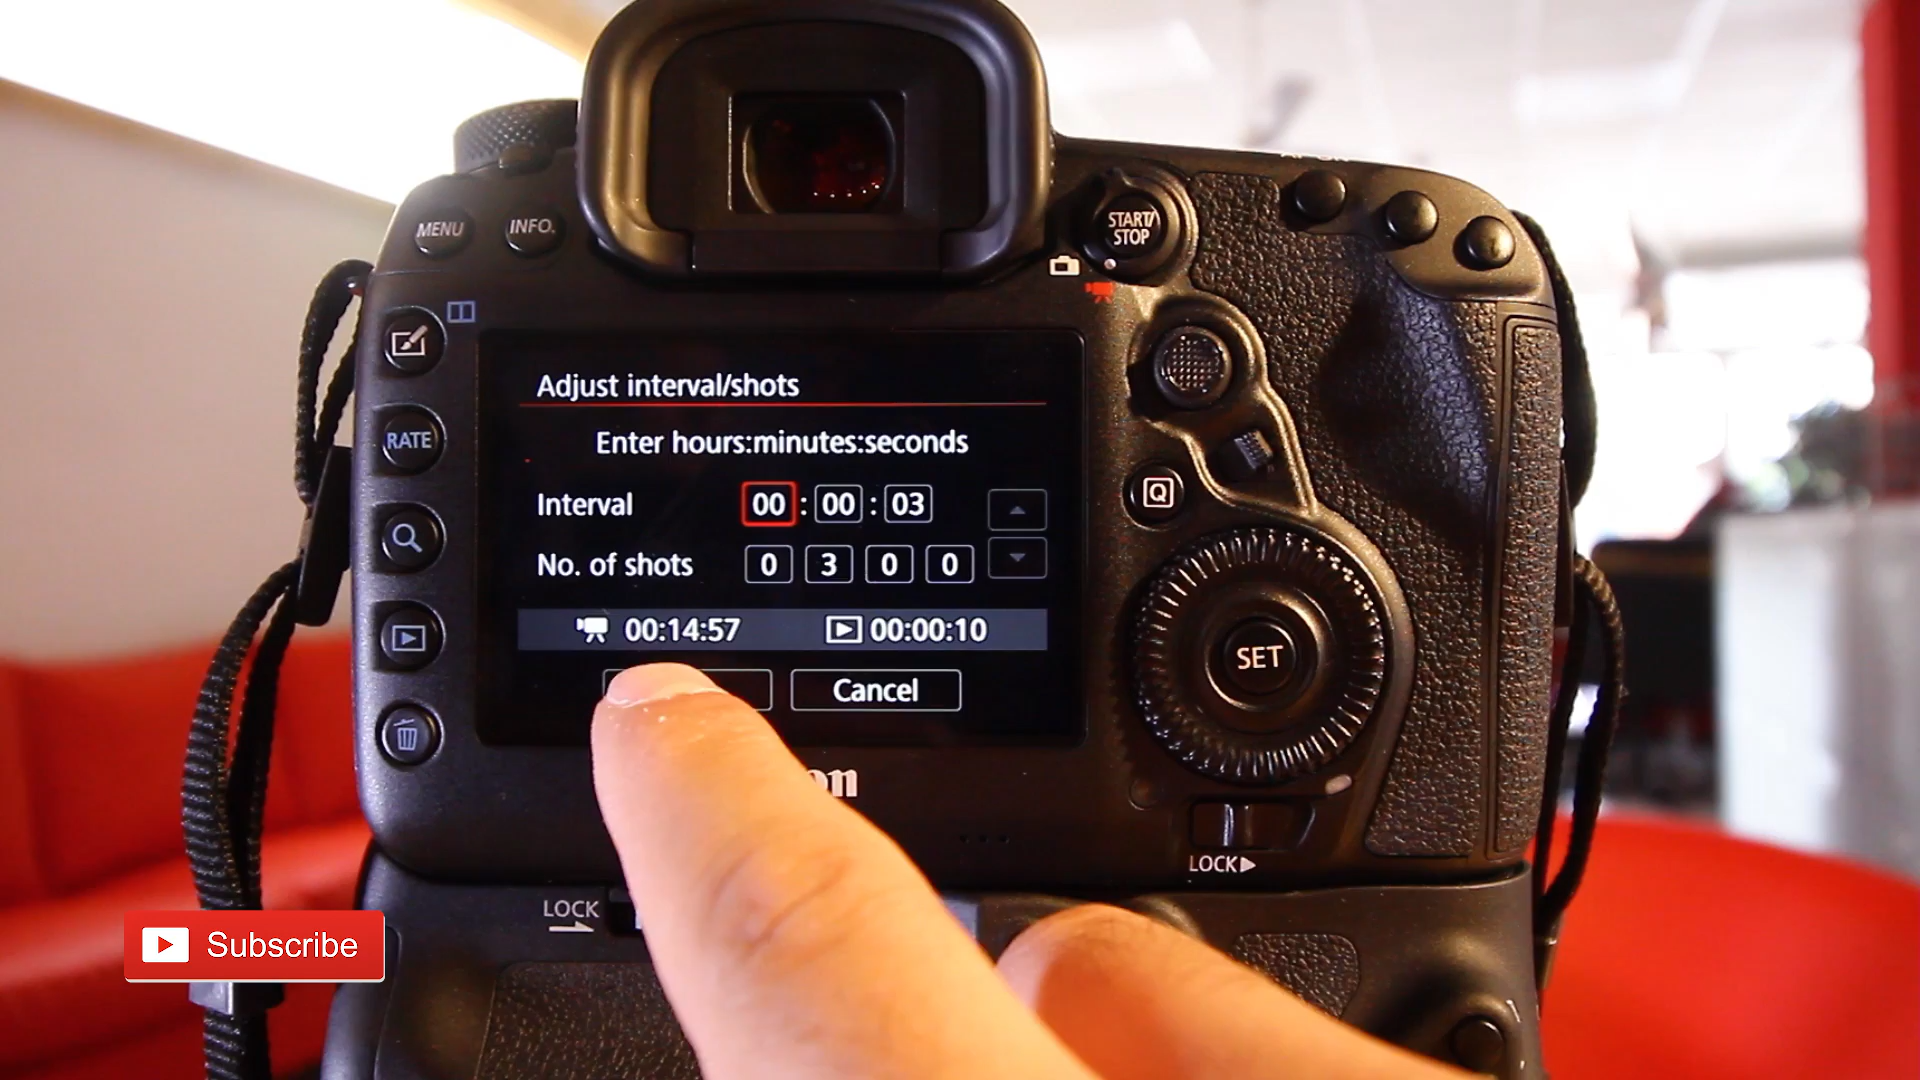 MENU
INFO.
START/
STOP
RATE
Q
Adjust interval/shots
Enter hours:minutes:seconds
Interval 00 : 00 : 03
No. of shots 0 3 0 0
00:14:57 00:00:10
Cancel
SET
on
LOCK
LOCK
Subscribe